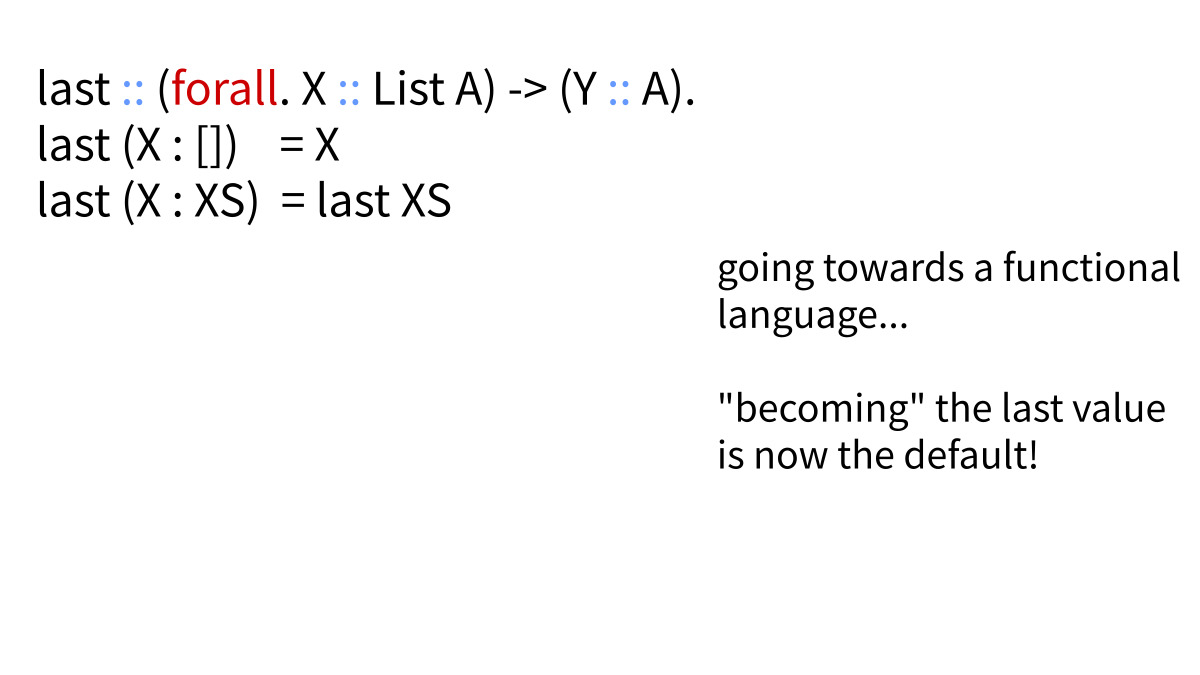 last :: (forall. X :: List A) -> (Y :: A).
last (X : []) = X
last (X : XS) = last XS
going towards a functional
language...
"becoming" the last value
is now the default!